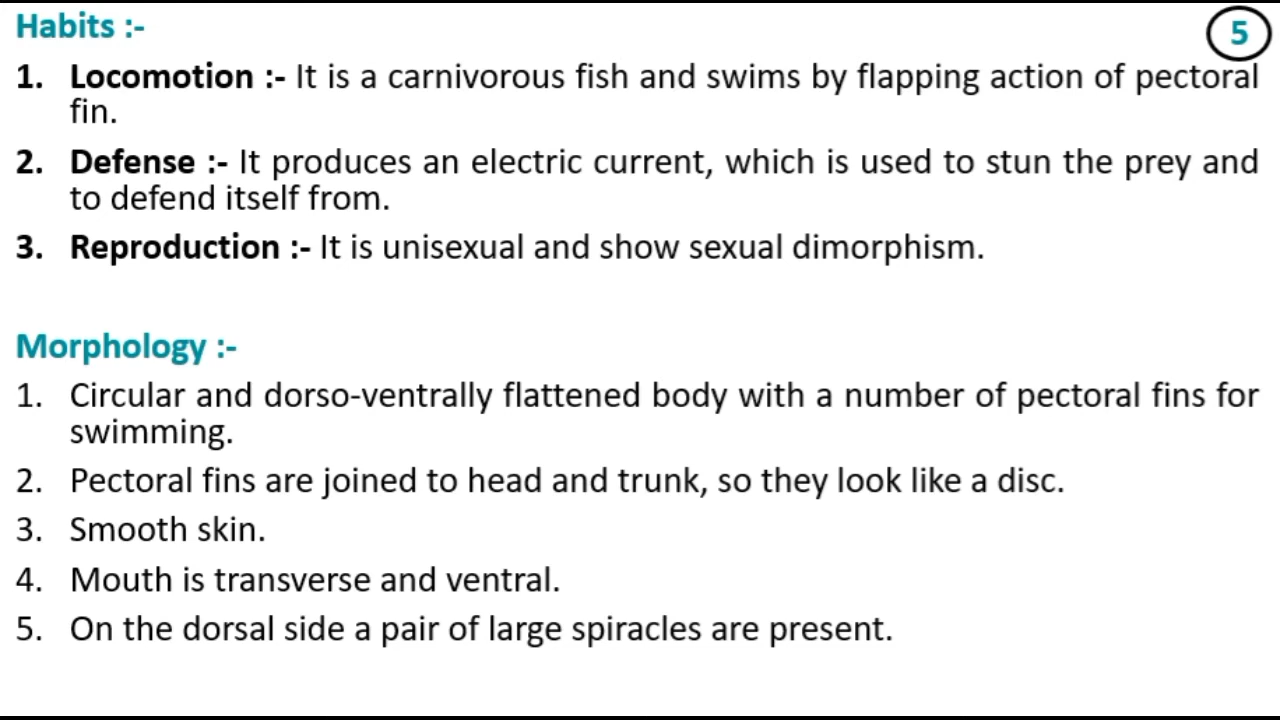 Habits :-
5
1. Locomotion :- It is a carnivorous fish and swims by flapping action of pectoral
fin.
2. Defense :- It produces an electric current, which is used to stun the prey and
to defend itself from.
3. Reproduction :- It is unisexual and show sexual dimorphism.
Morphology :-
1. Circular and dorso-ventrally flattened body with a number of pectoral fins for
swimming.
2. Pectoral fins are joined to head and trunk, so they look like a disc.
3. Smooth skin.
4. Mouth is transverse and ventral.
5. On the dorsal side a pair of large spiracles are present.